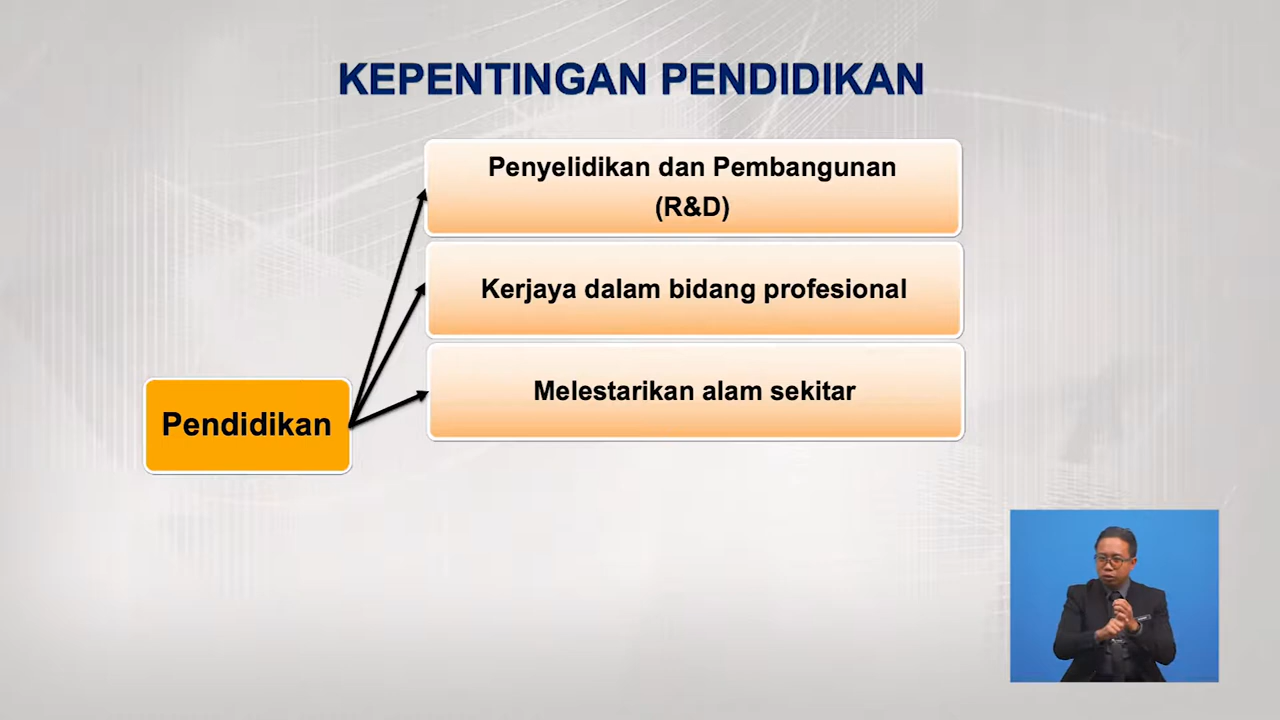 KEPENTINGAN PENDIDIKAN
Penyelidikan dan Pembangunan
(R&D)
Kerjaya dalam bidang profesional
Melestarikan alam sekitar
Pendidikan